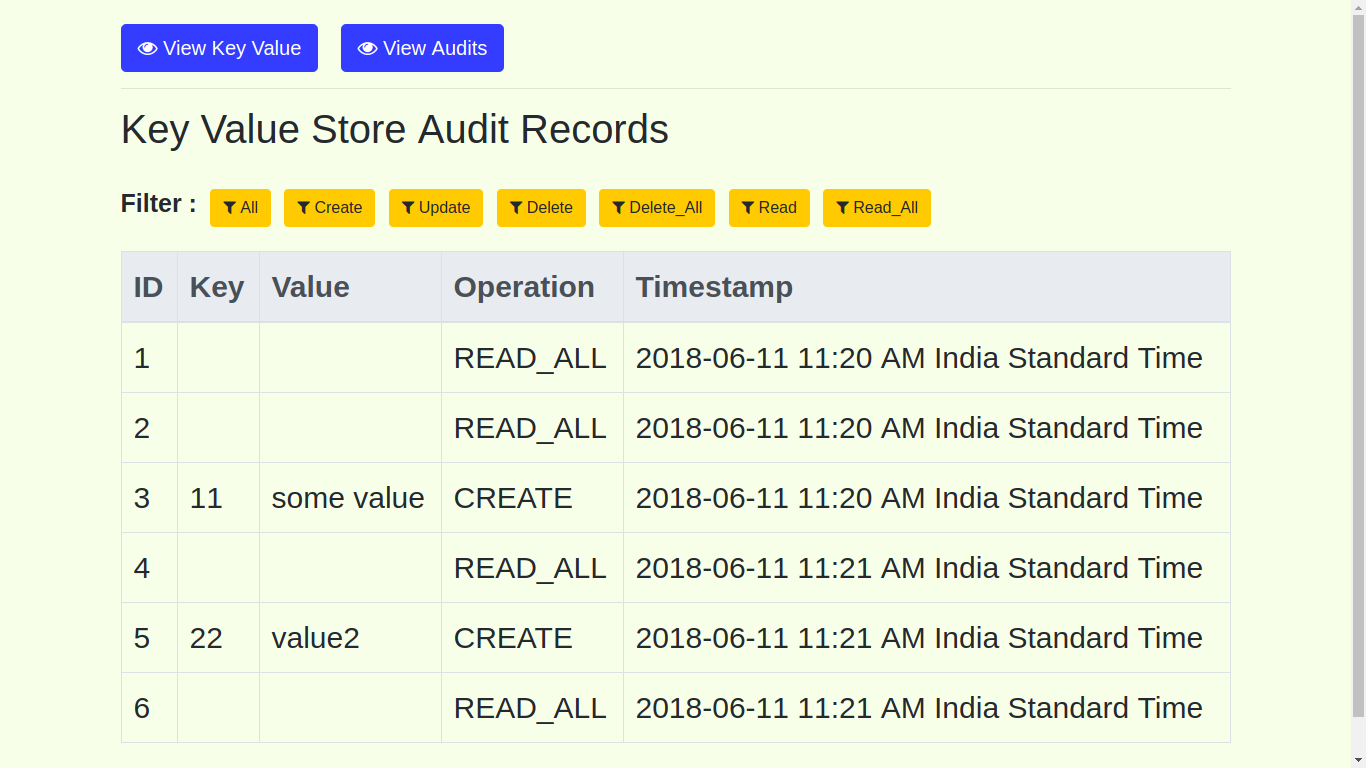 View Key Value View Audits
Key Value Store Audit Records
Filter : All Create Update Delete Delete_All Read Read_All
ID Key Value Operation Timestamp
1 READ_ALL 2018-06-11 11:20 AM India Standard Time
2 READ_ALL 2018-06-11 11:20 AM India Standard Time
3 11 some value CREATE 2018-06-11 11:20 AM India Standard Time
4 READ_ALL 2018-06-11 11:21 AM India Standard Time
5 22 value2 CREATE 2018-06-11 11:21 AM India Standard Time
6 READ_ALL 2018-06-11 11:21 AM India Standard Time